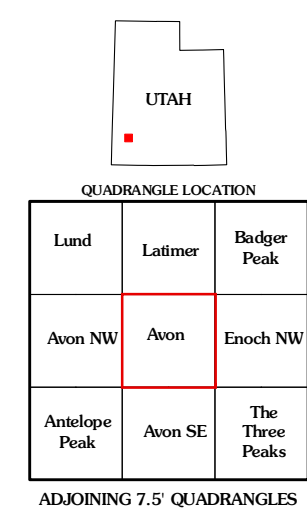 UTAH
QUADRANGLE LOCATION
Lund
Latimer
Badger
Peak
Avon NW
Avon
Enoch NW
Antelope
Peak
Avon SE
The
Three
Peaks
ADJOINING 7.5' QUADRANGLES